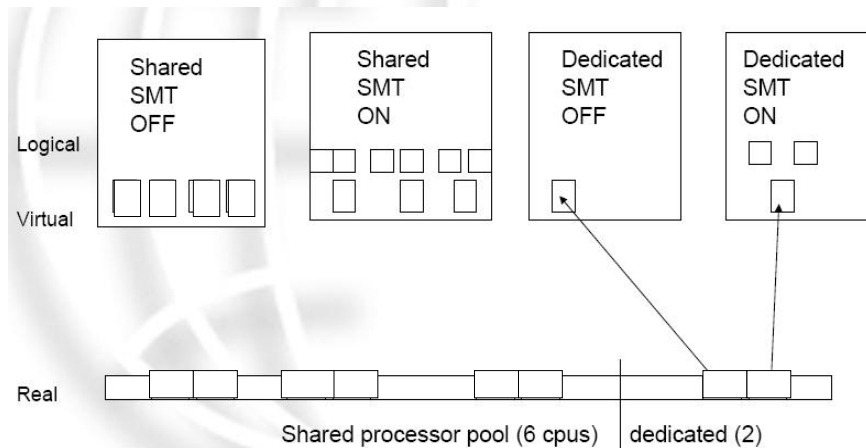 Shared
SMT
OFF
Shared
SMT
ON
Dedicated
SMT
OFF
Dedicated
SMT
ON
Logical
Virtual
Real
Shared processor pool (6 cpus)
dedicated (2)